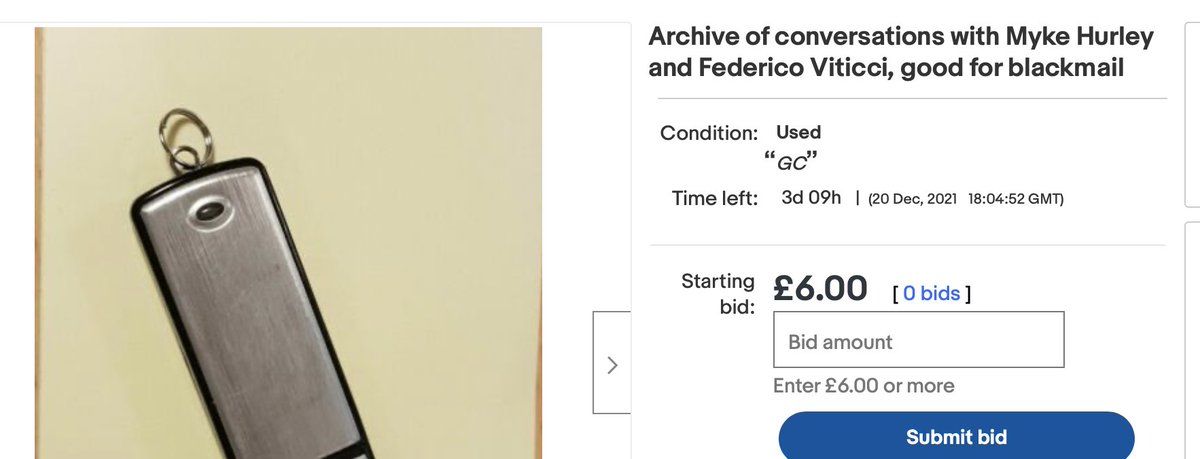 Archive of conversations with Myke Hurley
and Federico Viticci, good for blackmail
Condition: Used
“GC”
Time left: 3d 09h | (20 Dec, 2021 18:04:52 GMT)
Starting
bid: £6.00 [ 0 bids ]
Bid amount
Enter £6.00 or more
Submit bid